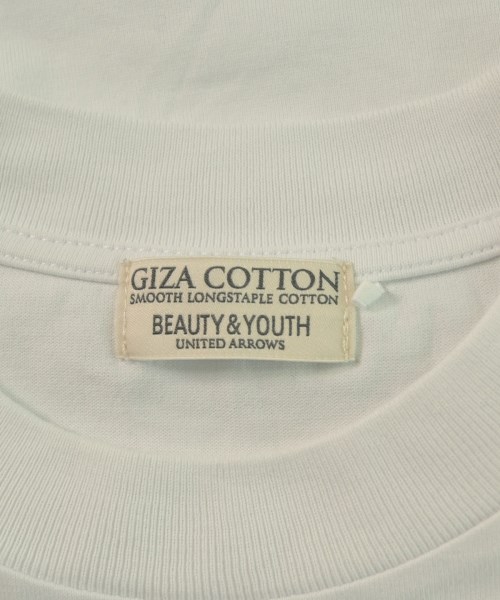 GIZA COTTON
SMOOTH LONGSTAPLE COTTON
BEAUTY & YOUTH
UNITED ARROWS